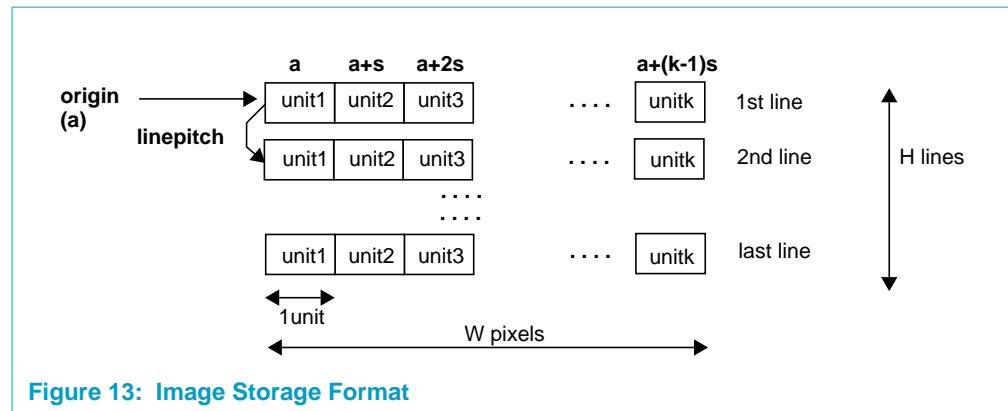 a a+s a+2s a+(k-1)s
origin
(a)
unit1 unit2 unit3 .... unitk 1st line
linepitch
unit1 unit2 unit3 .... unitk 2nd line
H lines
....
....
unit1 unit2 unit3 .... unitk last line
1unit
W pixels
Figure 13: Image Storage Format